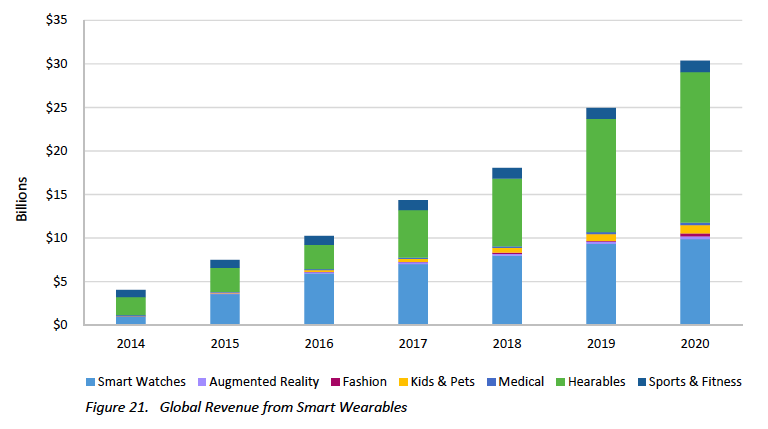 $35
$30
$25
$20
$15
$10
$5
$0
Billions
2014 2015 2016 2017 2018 2019 2020
Smart Watches Augmented Reality Fashion Kids & Pets Medical Hearables Sports & Fitness
Figure 21. Global Revenue from Smart Wearables